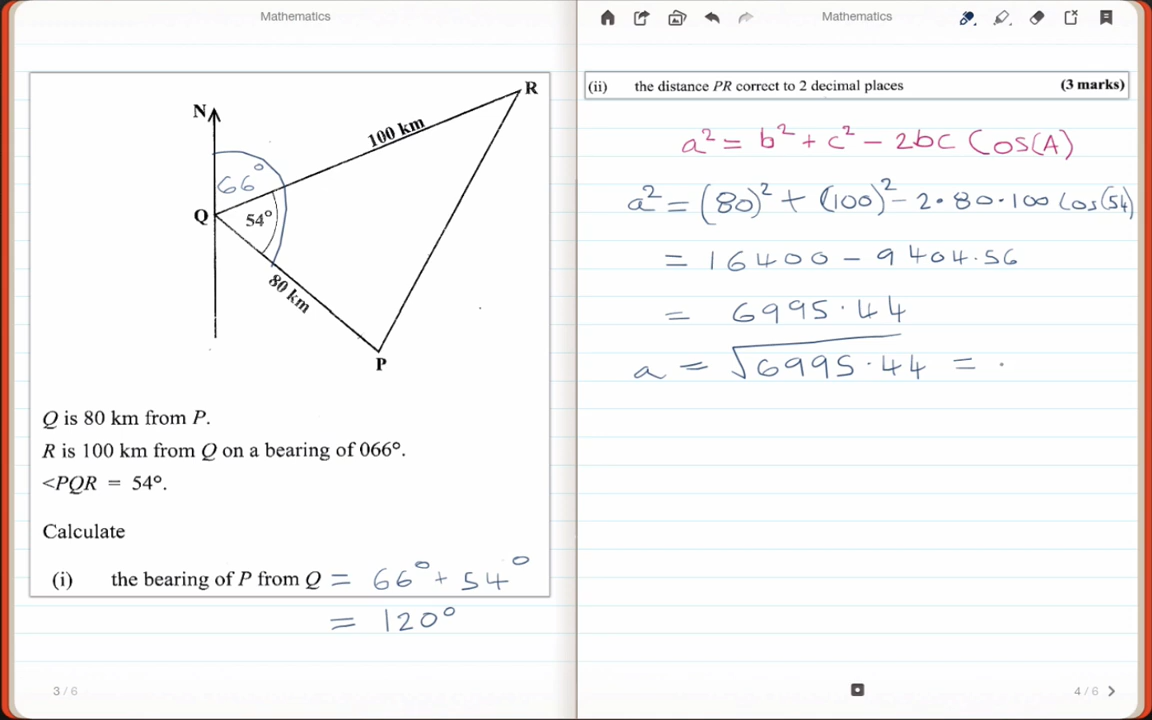 Mathematics
N
R
100 km
66°
Q
54°
80 km
P
Q is 80 km from P.
R is 100 km from Q on a bearing of 066°.
<PQR = 54°.
Calculate
(i) the bearing of P from Q = 66° + 54°
= 120°
3 / 6
Mathematics
(ii) the distance PR correct to 2 decimal places (3 marks)
a² = b² + c² - 2bc Cos(A)
a² = (80)² + (100)² - 2·80·100 Cos(54)
= 16400 - 9404.56
= 6995.44
a = √6995.44 =
4 / 6